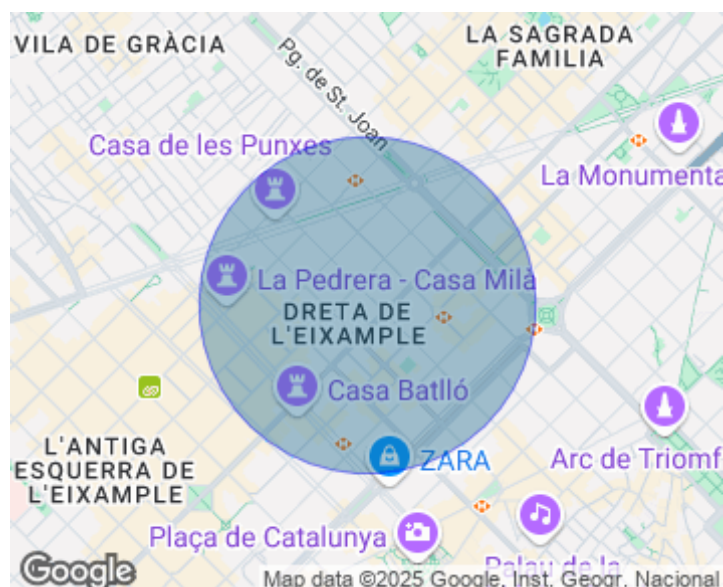 VILA DE GRÀCIA
LA SAGRADA
FAMILIA
Pg. de St. Joan
Casa de les Punxes
La Monumenta
La Pedrera - Casa Milà
DRETA DE
L'EIXAMPLE
Casa Batlló
L'ANTIGA
ESQUERRA DE
L'EIXAMPLE
ZARA
Arc de Triomf
Plaça de Catalunya
Palau de la
Google
Map data ©2025 Google, Inst. Geogr. Nacional